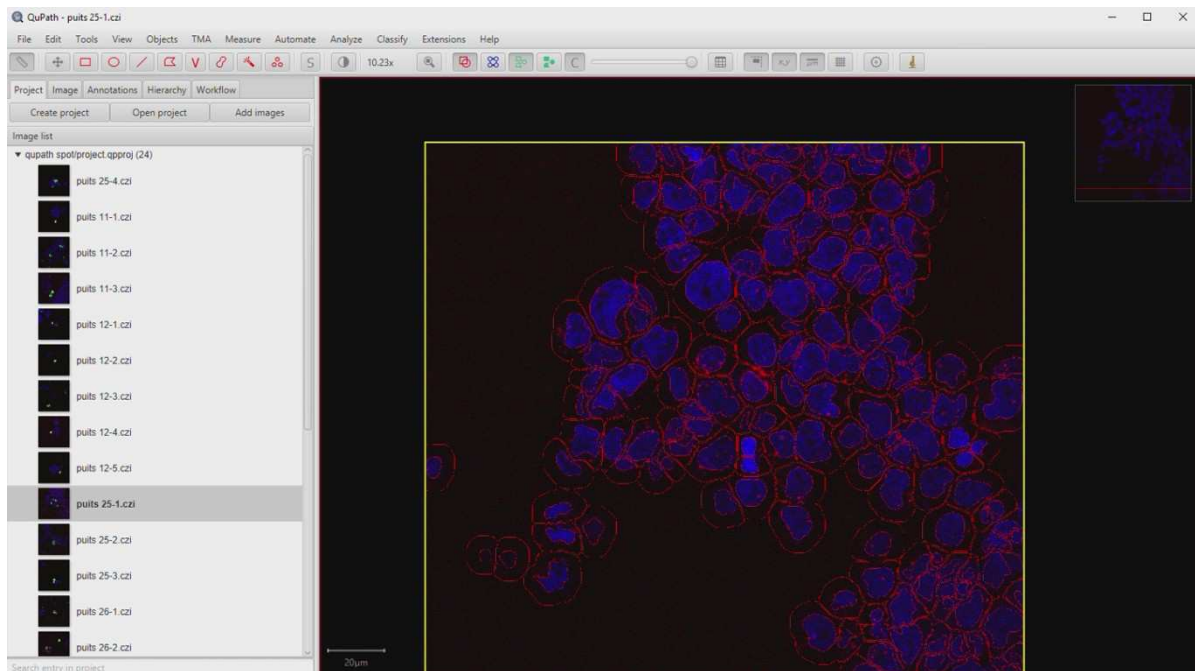 QuPath - puits 25-1.czi
File Edit Tools View Objects TMA Measure Automate Analyze Classify Extensions Help
S 10.23x C
Project Image Annotations Hierarchy Workflow
Create project Open project Add images
Image list
qupath spot/project.qpproj (24)
puits 25-4.czi
puits 11-1.czi
puits 11-2.czi
puits 11-3.czi
puits 12-1.czi
puits 12-2.czi
puits 12-3.czi
puits 12-4.czi
puits 12-5.czi
puits 25-1.czi
puits 25-2.czi
puits 25-3.czi
puits 26-1.czi
puits 26-2.czi
Search entry in project
20µm